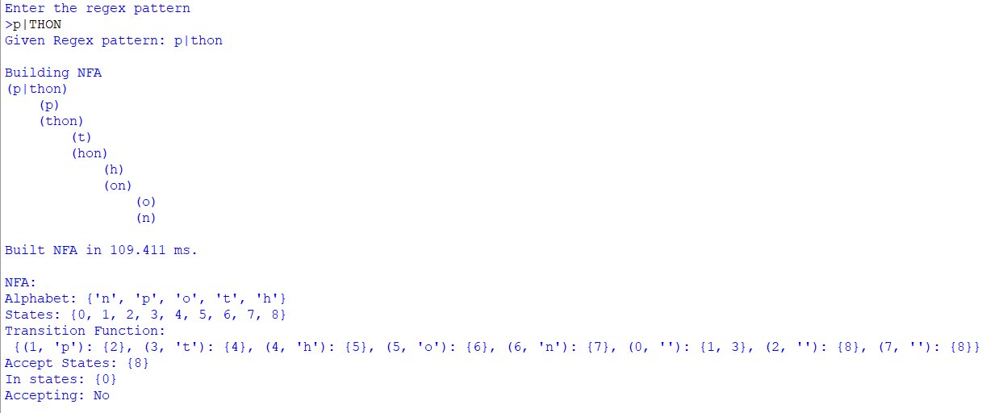 Enter the regex pattern
>p|THON
Given Regex pattern: p|thon
Building NFA
(p|thon)
(p)
(thon)
(t)
(hon)
(h)
(on)
(o)
(n)
Built NFA in 109.411 ms.
NFA:
Alphabet: {'n', 'p', 'o', 't', 'h'}
States: {0, 1, 2, 3, 4, 5, 6, 7, 8}
Transition Function:
{(1, 'p'): {2}, (3, 't'): {4}, (4, 'h'): {5}, (5, 'o'): {6}, (6, 'n'): {7}, (0, ''): {1, 3}, (2, ''): {8}, (7, ''): {8}}
Accept States: {8}
In states: {0}
Accepting: No